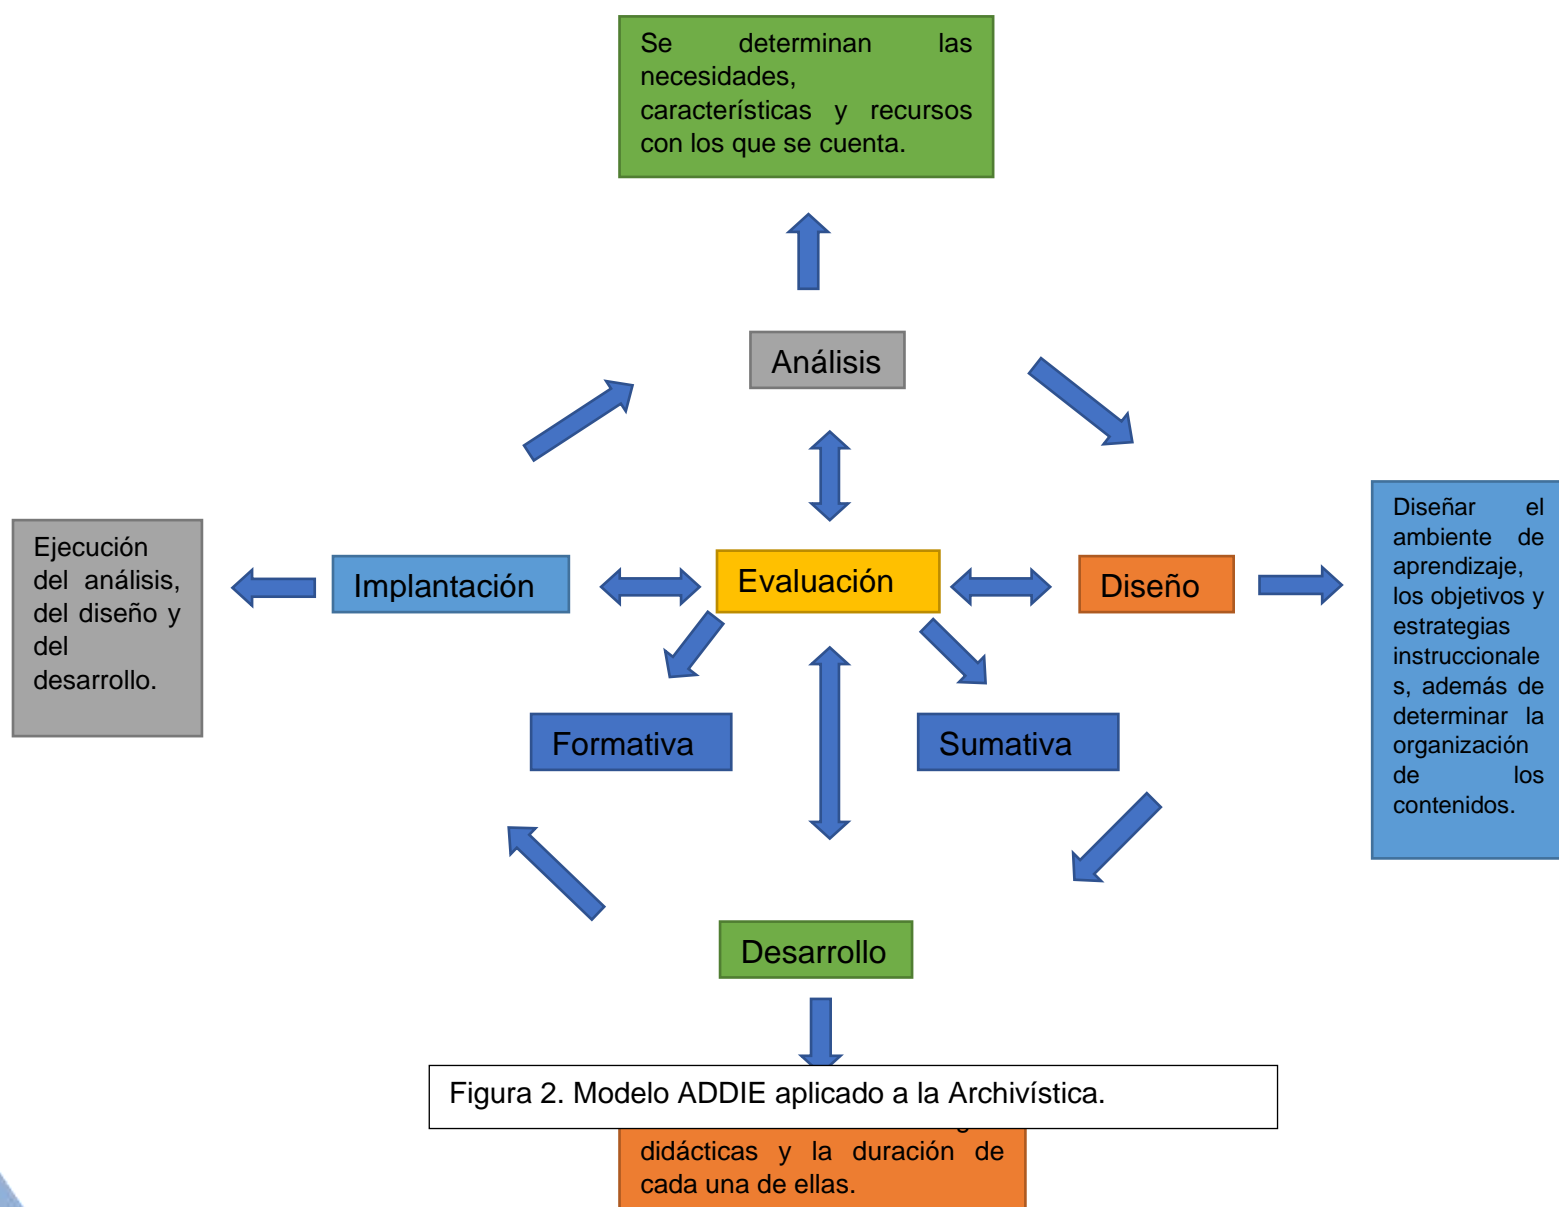 Se determinan las
necesidades,
características y recursos
con los que se cuenta.
Análisis
Ejecución
del análisis,
del diseño y
del
desarrollo.
Implantación
Evaluación
Diseño
Diseñar el
ambiente de
aprendizaje,
los objetivos y
estrategias
instruccionale
s, además de
determinar la
organización
de los
contenidos.
Formativa
Sumativa
Desarrollo
Figura 2. Modelo ADDIE aplicado a la Archivística.
didácticas y la duración de
cada una de ellas.